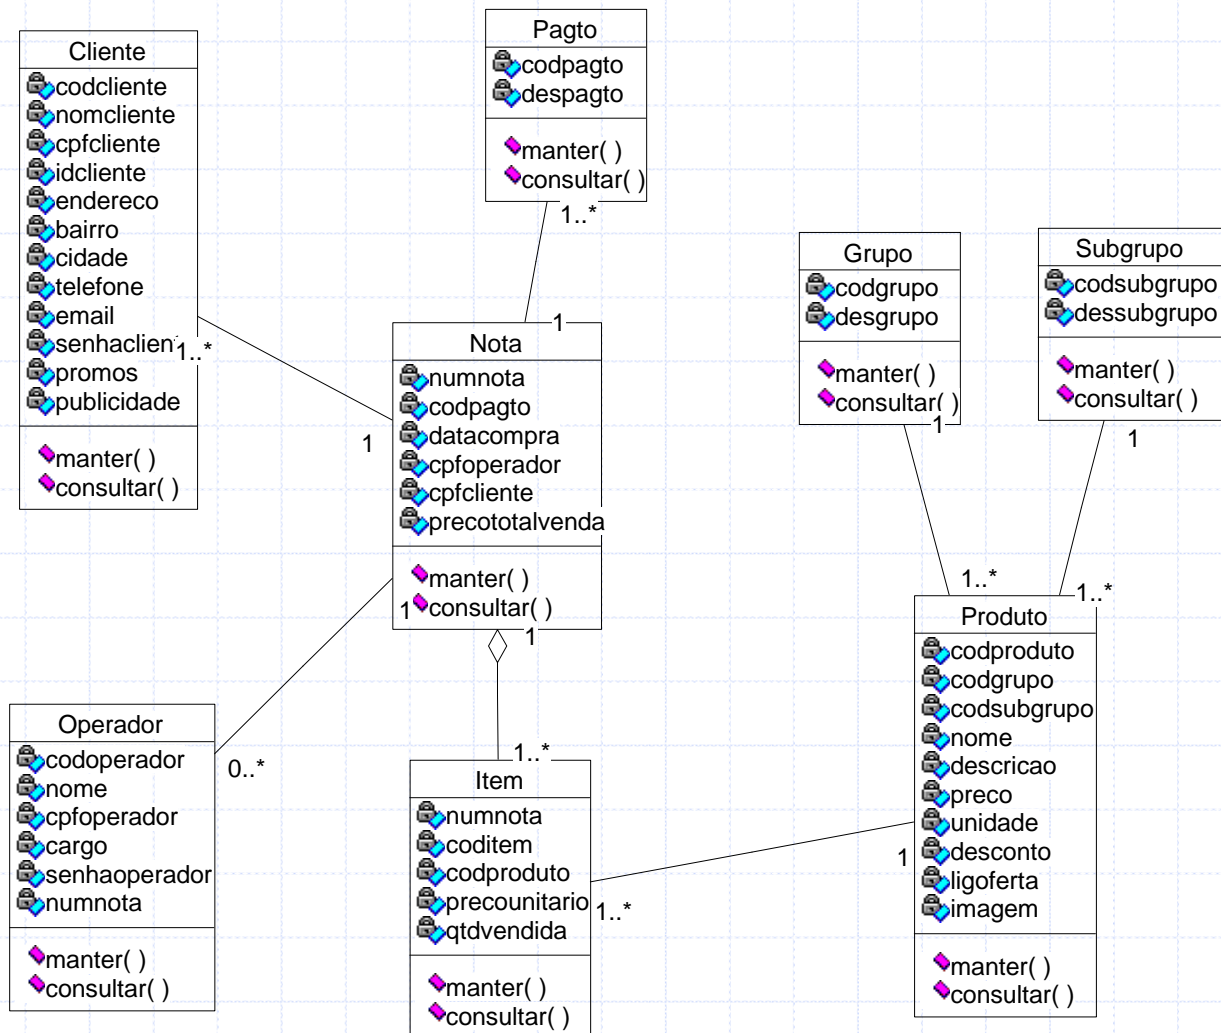 Cliente
codcliente
nomcliente
cpfcliente
idcliente
endereco
bairro
cidade
telefone
email
senhaclient
promos
publicidade
manter( )
consultar( )
1..*
1
Pagto
codpagto
despagto
manter( )
consultar( )
1..*
1
Nota
numnota
codpagto
datacompra
cpfoperador
cpfcliente
precototalvenda
manter( )
consultar( )
1
1
Grupo
codgrupo
desgrupo
manter( )
consultar( )
1
1..*
Subgrupo
codsubgrupo
dessubgrupo
manter( )
consultar( )
1
1..*
Operador
codoperador
nome
cpfoperador
cargo
senhaoperador
numnota
manter( )
consultar( )
0..*
1..*
Item
numnota
coditem
codproduto
precounitario
qtdvendida
manter( )
consultar( )
1..*
1
Produto
codproduto
codgrupo
codsubgrupo
nome
descricao
preco
unidade
desconto
ligoferta
imagem
manter( )
consultar( )